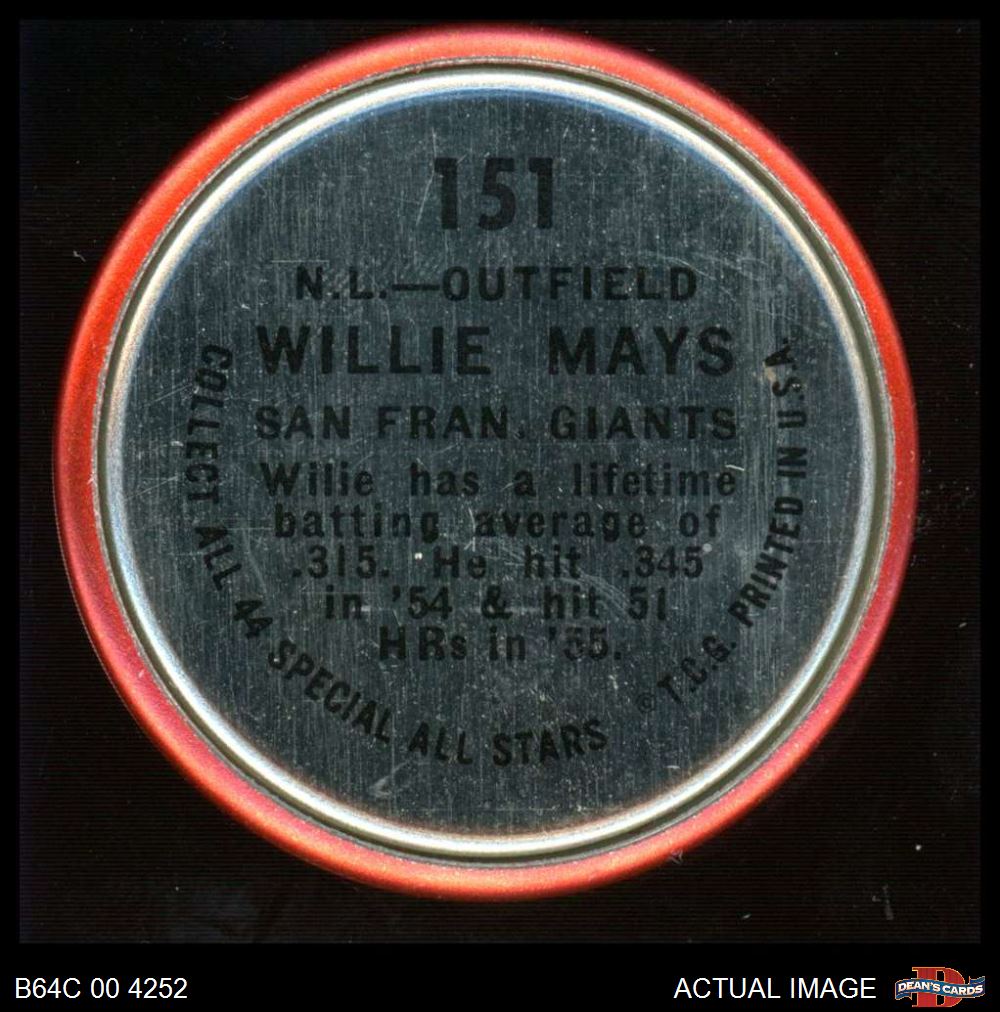 151
N.L.—OUTFIELD
WILLIE MAYS
SAN FRAN. GIANTS
Willie has a lifetime
batting average of
.315. He hit .345
in '54 & hit 51
HRs in '55.
COLLECT ALL 44 SPECIAL ALL STARS
© T.C.G. PRINTED IN U.S.A.
B64C 00 4252
ACTUAL IMAGE
DEAN'S CARDS